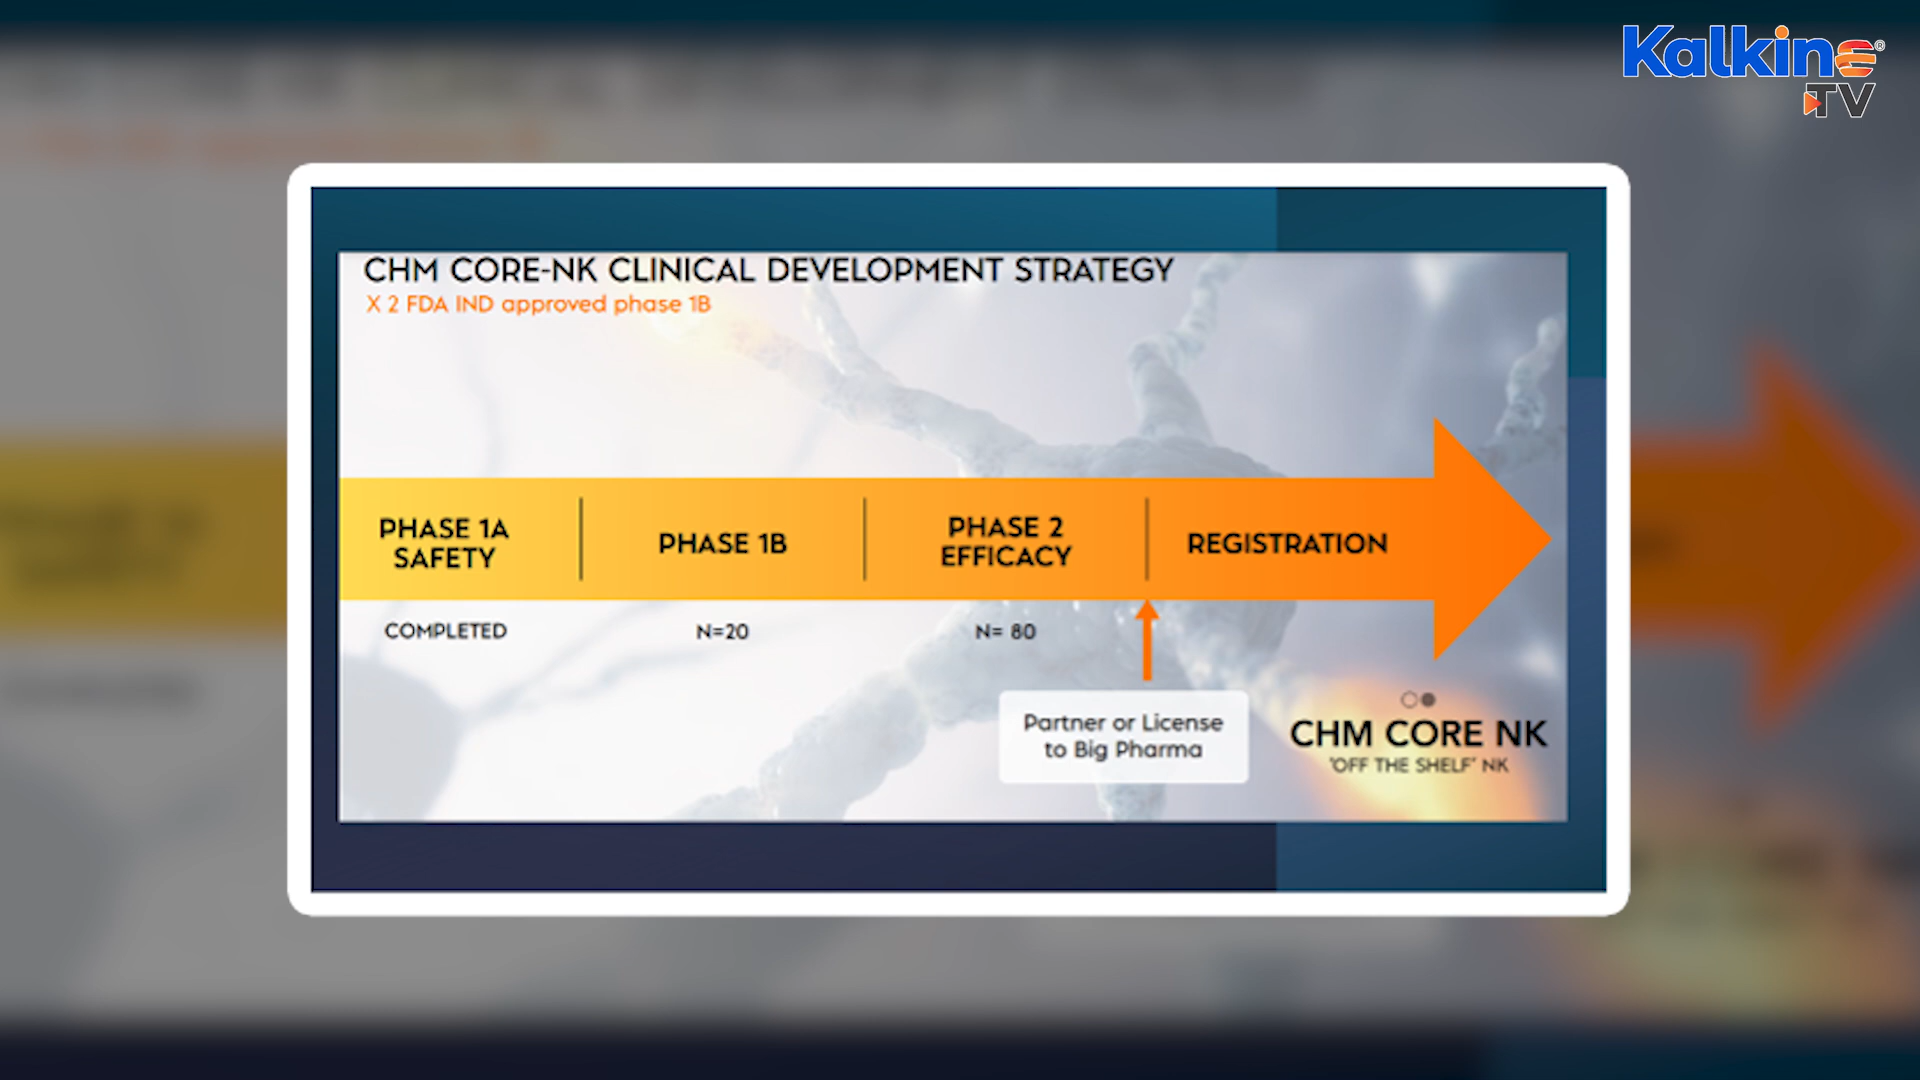 Kalkine®
TV
CHM CORE-NK CLINICAL DEVELOPMENT STRATEGY
X 2 FDA IND approved phase 1B
PHASE 1A
SAFETY
PHASE 1B
PHASE 2
EFFICACY
REGISTRATION
COMPLETED
N=20
N= 80
Partner or License
to Big Pharma
CHM CORE NK
'OFF THE SHELF' NK